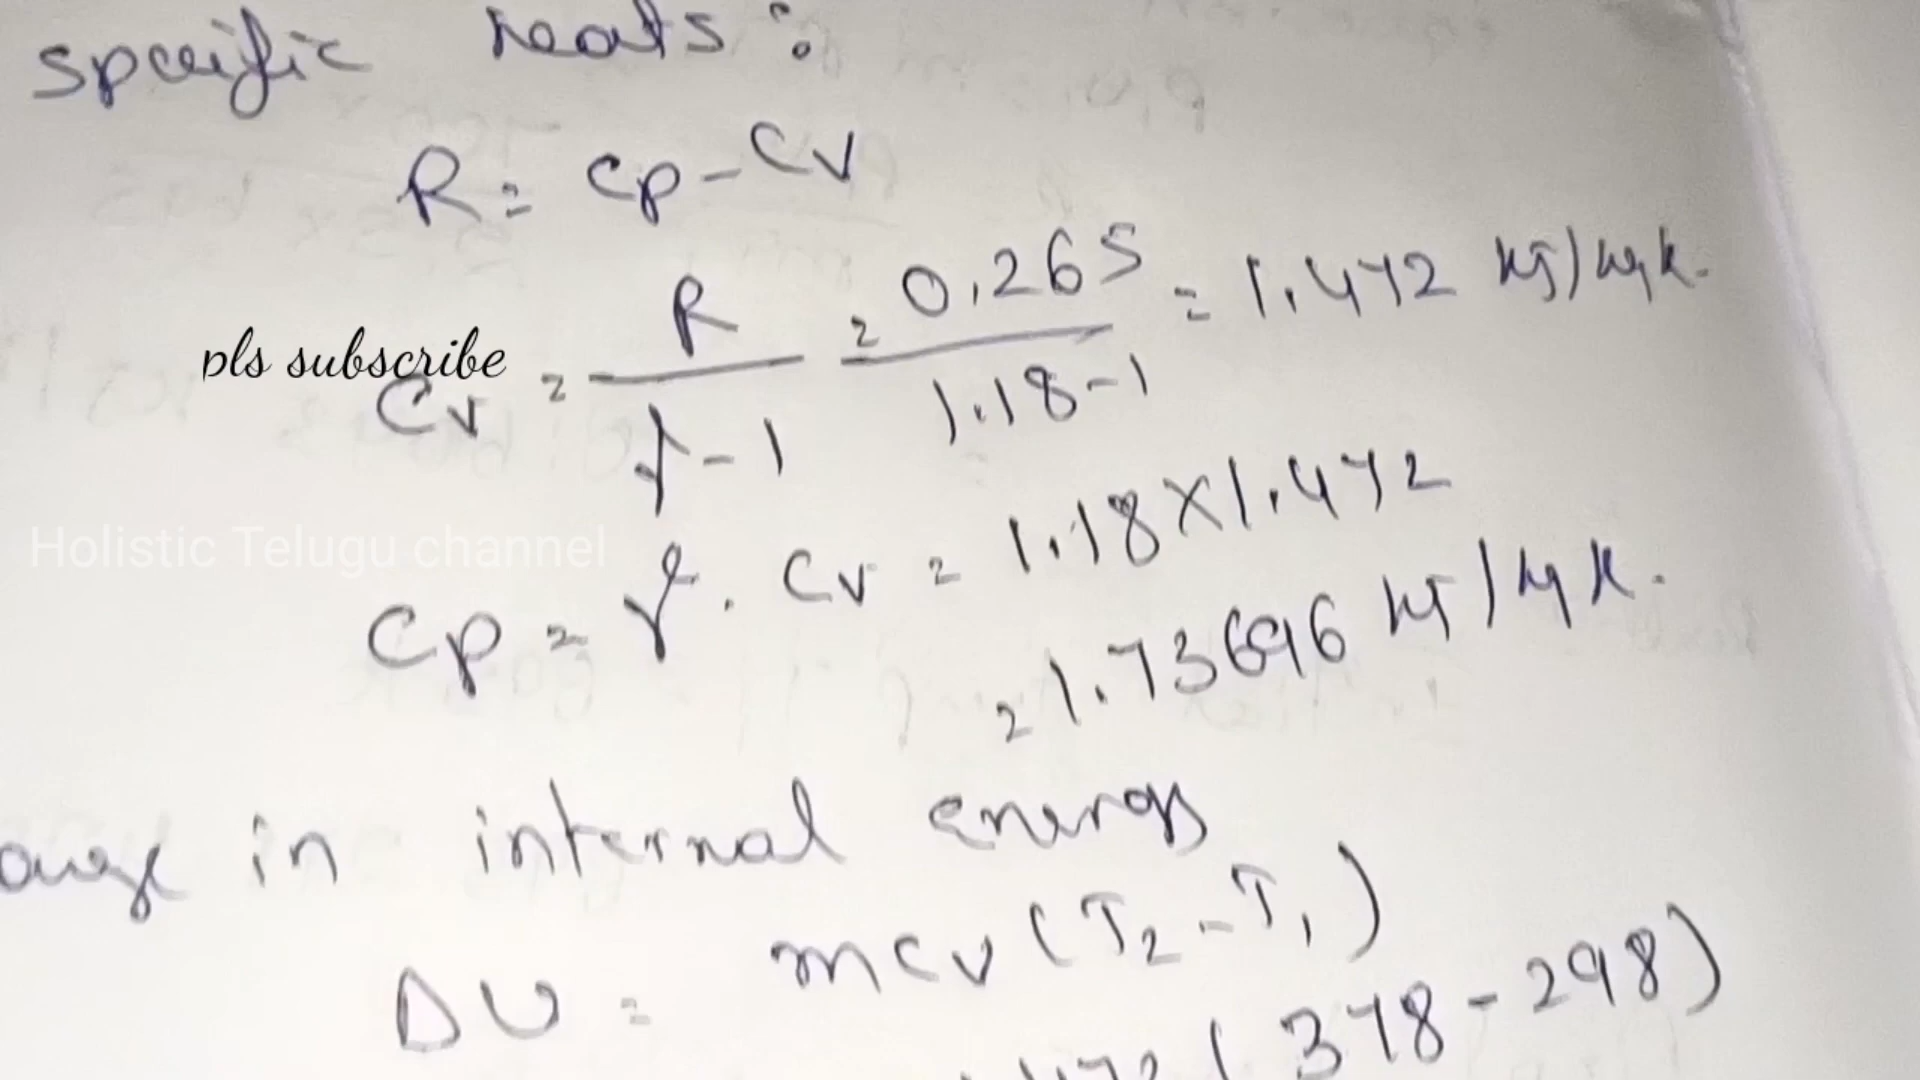 specific heats:
R = Cp - Cv
Cv = R / γ-1 = 0.265 / 1.18-1 = 1.472 kJ/kgk.
pls subscribe
Holistic Telugu channel
Cp = γ . Cv = 1.18×1.472
= 1.73696 kJ/kgK.
in internal energy
ΔU = mCv (T2-T1)
(378-298)